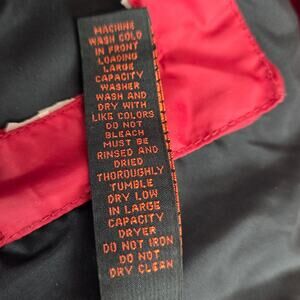 MACHINE
WASH COLD
IN FRONT
LOADING
LARGE
CAPACITY
WASHER
WASH AND
DRY WITH
LIKE COLORS
DO NOT
BLEACH
MUST BE
RINSED AND
DRIED
THOROUGHLY
TUMBLE
DRY LOW
IN LARGE
CAPACITY
DRYER
DO NOT IRON
DO NOT
DRY CLEAN